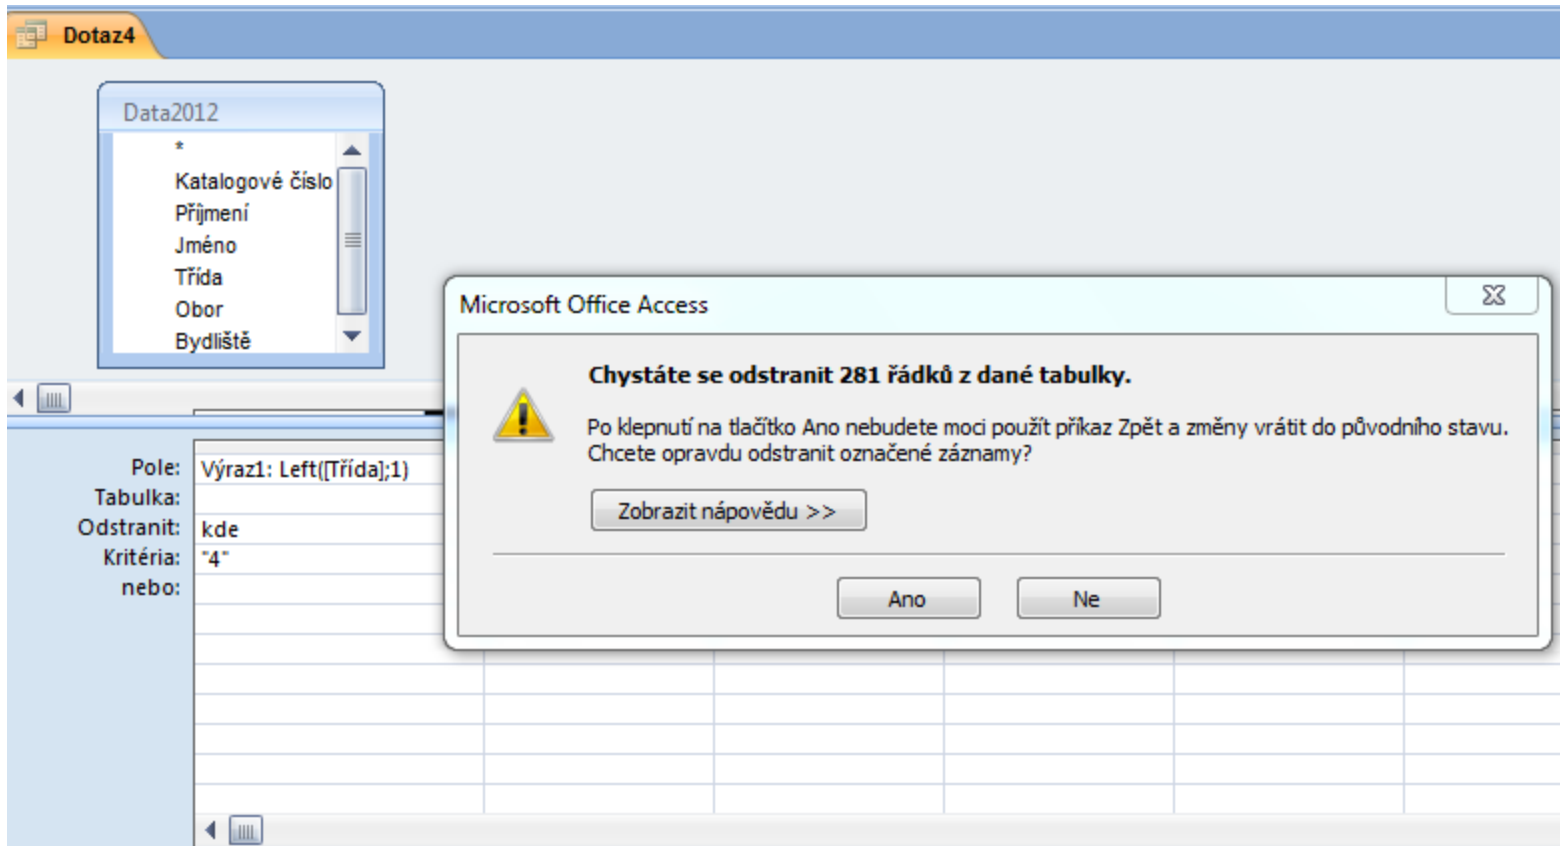 Dotaz4
Data2012
*
Katalogové číslo
Příjmení
Jméno
Třída
Obor
Bydliště
Microsoft Office Access
Chystáte se odstranit 281 řádků z dané tabulky.
Po klepnutí na tlačítko Ano nebudete moci použít příkaz Zpět a změny vrátit do původního stavu.
Chcete opravdu odstranit označené záznamy?
Zobrazit nápovědu >>
Ano Ne
Pole: Výraz1: Left([Třída];1)
Tabulka:
Odstranit: kde
Kritéria: "4"
nebo: